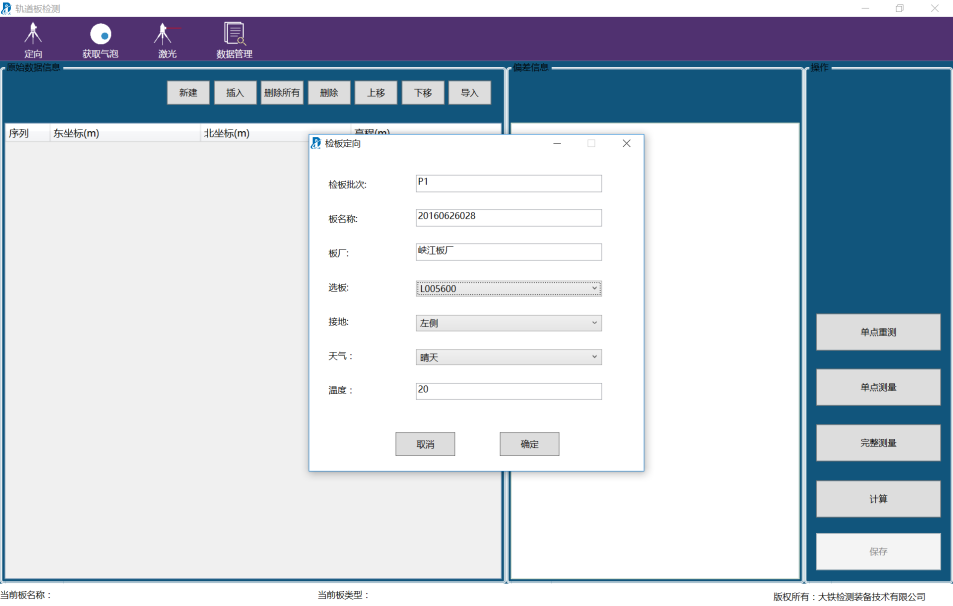 轨道板检测
定向 获取气泡 激光 数据管理
原始数据信息 偏差信息 操作
新建 插入 删除所有 删除 上移 下移 导入
序列 东坐标(m) 北坐标(m) 高程(m)
检板定向
检板批次: P1
板名称: 20160626028
板厂: 峡江板厂
选板: L005600
接地: 左侧
天气： 晴天
温度： 20
取消 确定
单点重测
单点测量
完整测量
计算
保存
当前板名称： 当前板类型： 版权所有：大铁检测装备技术有限公司